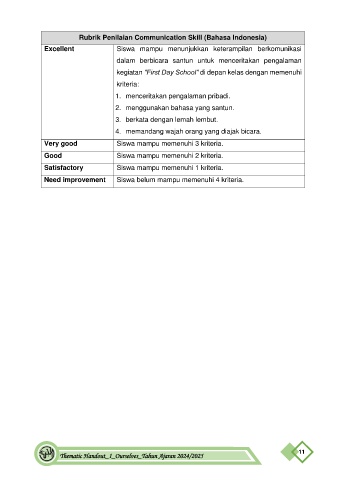 Rubrik Penilaian Communication Skill (Bahasa Indonesia)
Excellent
Siswa mampu menunjukkan keterampilan berkomunikasi
dalam berbicara santun untuk menceritakan pengalaman
kegiatan "First Day School" di depan kelas dengan memenuhi
kriteria:
1. menceritakan pengalaman pribadi.
2. menggunakan bahasa yang santun.
3. berkata dengan lemah lembut.
4. memandang wajah orang yang diajak bicara.
Very good Siswa mampu memenuhi 3 kriteria.
Good Siswa mampu memenuhi 2 kriteria.
Satisfactory Siswa mampu memenuhi 1 kriteria.
Need improvement Siswa belum mampu memenuhi 4 kriteria.
Thematic Handout_1_Ourselves_Tahun Ajaran 2024/2025
11